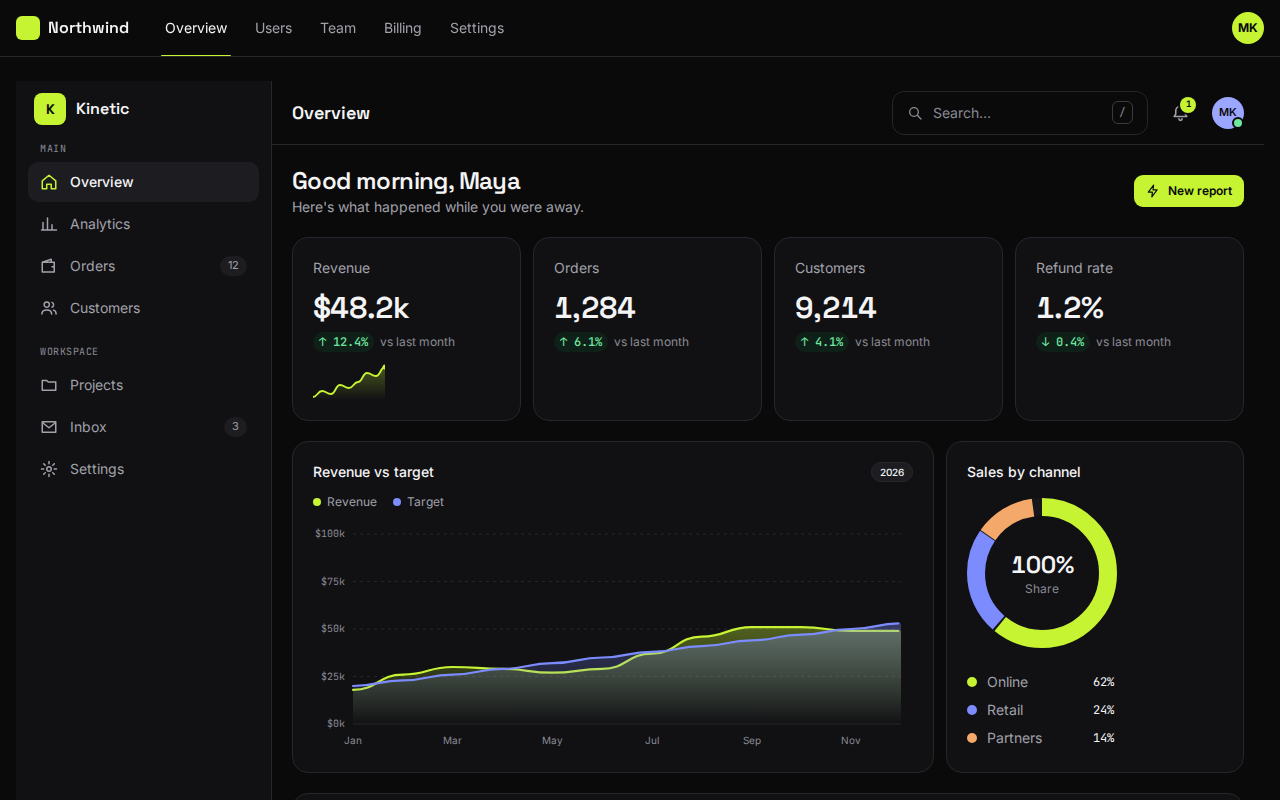 Northwind
Overview
Users
Team
Billing
Settings
MK
K
Kinetic
MAIN
Overview
Analytics
Orders
12
Customers
WORKSPACE
Projects
Inbox
3
Settings
Overview
Search...
/
1
MK
Good morning, Maya
Here's what happened while you were away.
New report
Revenue
$48.2k
↑ 12.4% vs last month
Orders
1,284
↑ 6.1% vs last month
Customers
9,214
↑ 4.1% vs last month
Refund rate
1.2%
↓ 0.4% vs last month
Revenue vs target
2026
Revenue
Target
$100k
$75k
$50k
$25k
$0k
Jan
Mar
May
Jul
Sep
Nov
Sales by channel
100%
Share
Online 62%
Retail 24%
Partners 14%